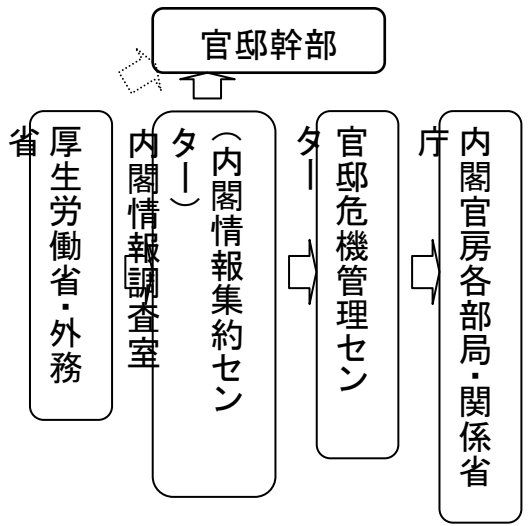 官邸幹部
厚生労働省・外務
省
内閣情報調査室
（内閣情報集約セン
ター）
官邸危機管理セン
ター
内閣官房各部局・関係省
庁